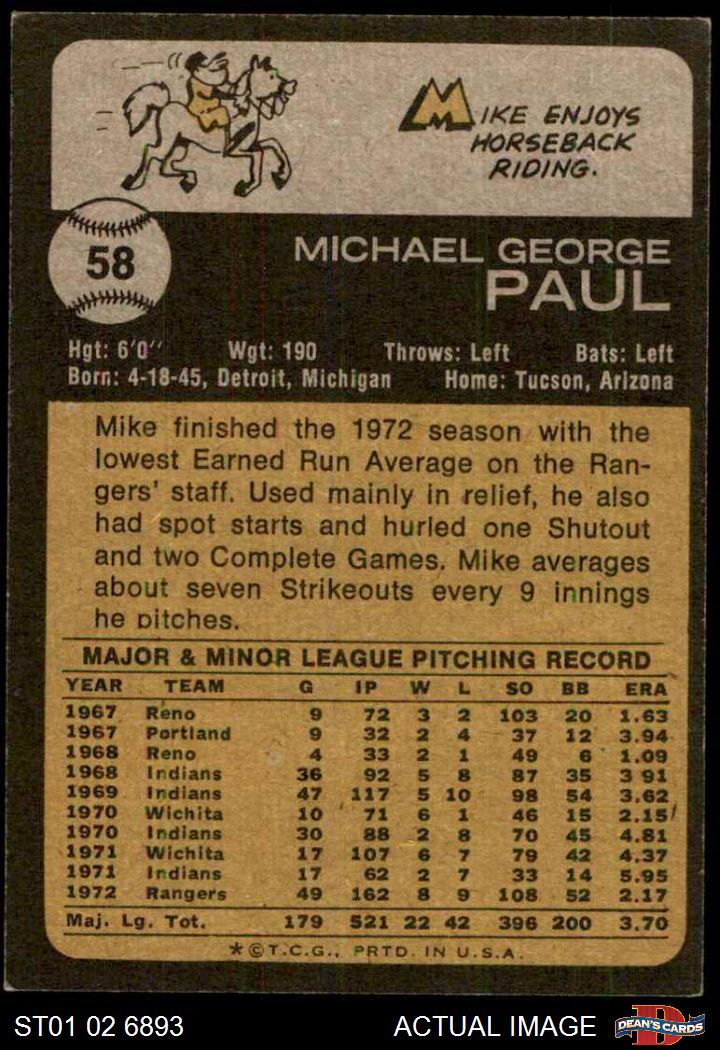 MIKE ENJOYS
HORSEBACK
RIDING.
58
MICHAEL GEORGE
PAUL
Hgt: 6'0" Wgt: 190 Throws: Left Bats: Left
Born: 4-18-45, Detroit, Michigan Home: Tucson, Arizona
Mike finished the 1972 season with the
lowest Earned Run Average on the Ran-
gers' staff. Used mainly in relief, he also
had spot starts and hurled one Shutout
and two Complete Games. Mike averages
about seven Strikeouts every 9 innings
he pitches.
MAJOR & MINOR LEAGUE PITCHING RECORD
YEAR TEAM G IP W L SO BB ERA
1967 Reno 9 72 3 2 103 20 1.63
1967 Portland 9 32 2 4 37 12 3.94
1968 Reno 4 33 2 1 49 6 1.09
1968 Indians 36 92 5 8 87 35 3 91
1969 Indians 47 117 5 10 98 54 3.62
1970 Wichita 10 71 6 1 46 15 2.15
1970 Indians 30 88 2 8 70 45 4.81
1971 Wichita 17 107 6 7 79 42 4.37
1971 Indians 17 62 2 7 33 14 5.95
1972 Rangers 49 162 8 9 108 52 2.17
Maj. Lg. Tot. 179 521 22 42 396 200 3.70
*©T.C.G., PRTD. IN U.S.A.
ST01 02 6893 ACTUAL IMAGE DEAN'S CARDS